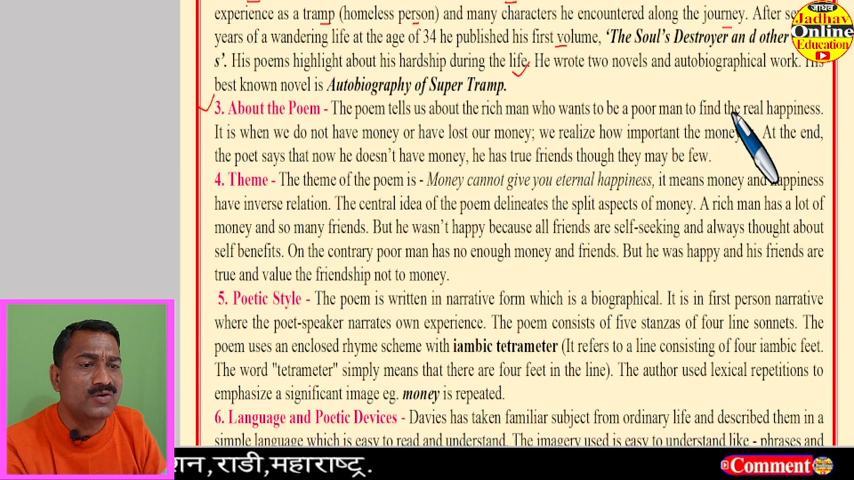 experience as a tramp (homeless person) and many characters he encountered along the journey. After
years of a wandering life at the age of 34 he published his first volume, ‘The Soul's Destroyer an d other
s’. His poems highlight about his hardship during the life. He wrote two novels and autobiographical work. His
best known novel is Autobiography of Super Tramp.
3. About the Poem - The poem tells us about the rich man who wants to be a poor man to find the real happiness.
It is when we do not have money or have lost our money; we realize how important the money At the end,
the poet says that now he doesn't have money, he has true friends though they may be few.
4. Theme - The theme of the poem is - Money cannot give you eternal happiness, it means money and happiness
have inverse relation. The central idea of the poem delineates the split aspects of money. A rich man has a lot of
money and so many friends. But he wasn't happy because all friends are self-seeking and always thought about
self benefits. On the contrary poor man has no enough money and friends. But he was happy and his friends are
true and value the friendship not to money.
5. Poetic Style - The poem is written in narrative form which is a biographical. It is in first person narrative
where the poet-speaker narrates own experience. The poem consists of five stanzas of four line sonnets. The
poem uses an enclosed rhyme scheme with iambic tetrameter (It refers to a line consisting of four iambic feet.
The word "tetrameter" simply means that there are four feet in the line). The author used lexical repetitions to
emphasize a significant image eg. money is repeated.
6. Language and Poetic Devices - Davies has taken familiar subject from ordinary life and described them in a
simple language which is easy to read and understand. The imagery used is easy to understand like - phrases and
जाधव
Jadhav
Online
Education
शन,राडी,महाराष्ट्र.
Comment